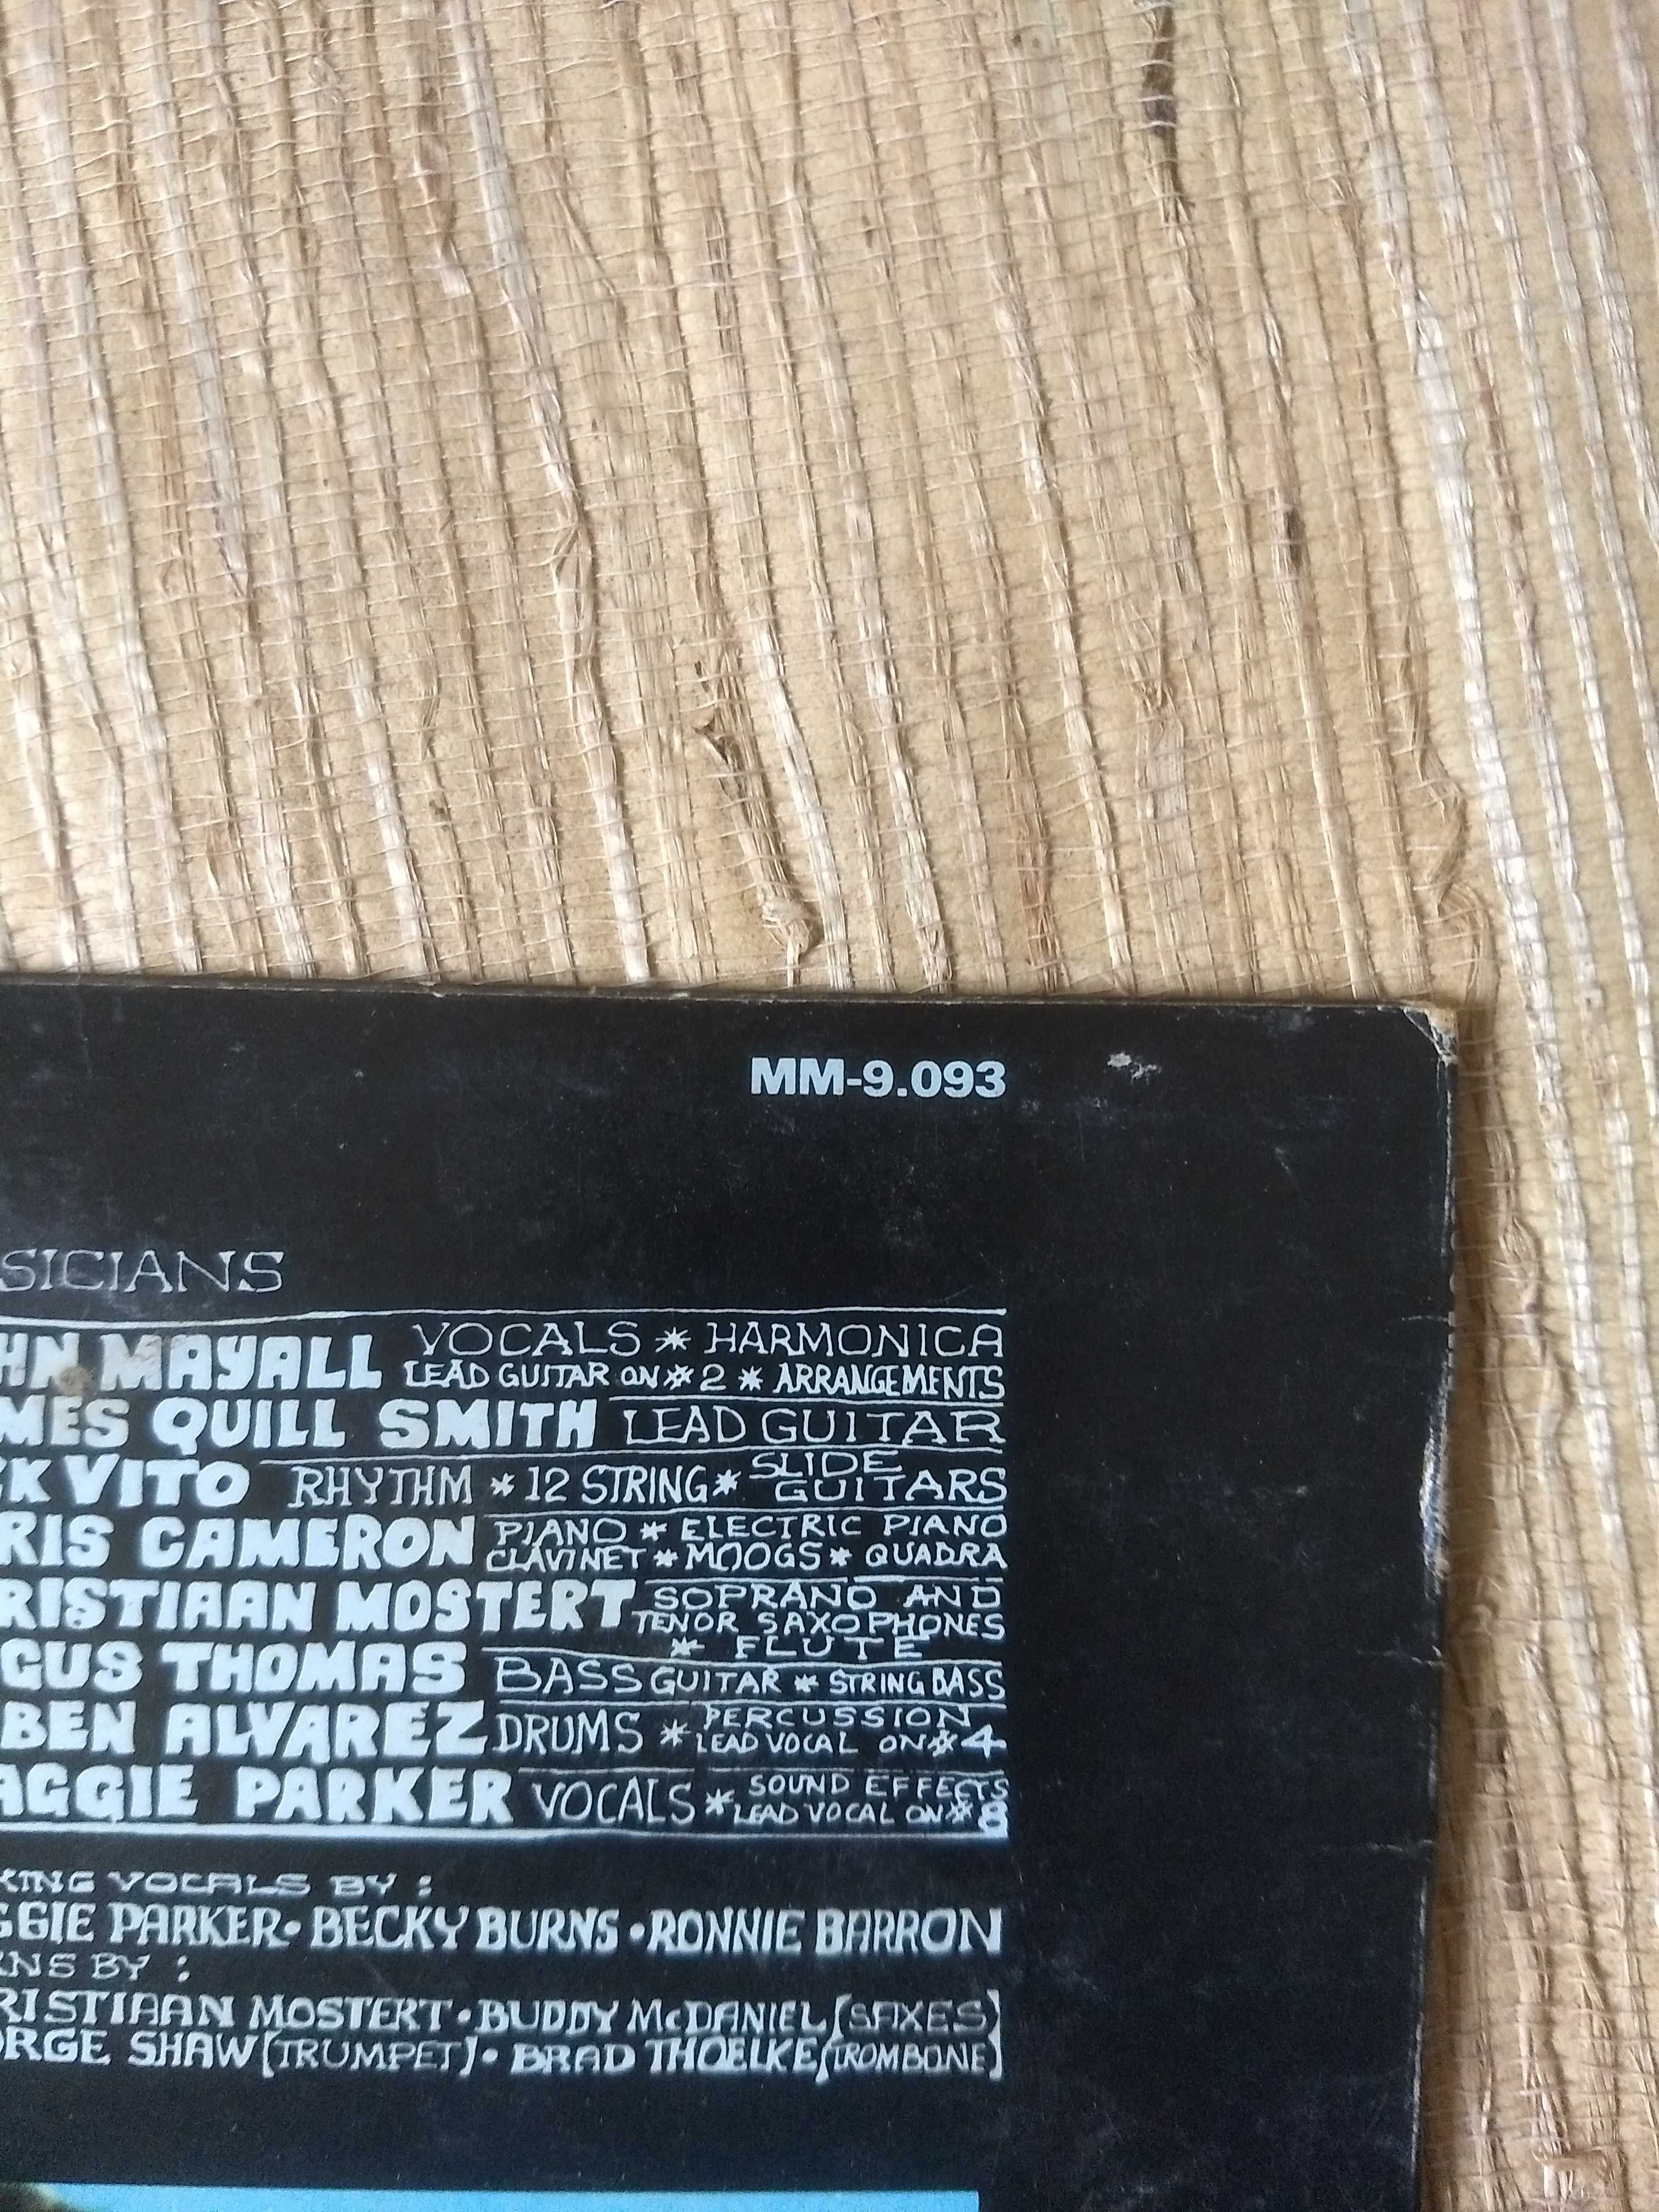 MM-9.093
SICIANS
HN MAYALL VOCALS * HARMONICA
LEAD GUITAR ON # 2 * ARRANGEMENTS
MES QUILL SMITH LEAD GUITAR
CK VITO RHYTHM * 12 STRING * SLIDE GUITARS
RIS CAMERON PIANO * ELECTRIC PIANO
CLAVINET * MOOGS * QUADRA
RISTIAAN MOSTERT SOPRANO AND
TENOR SAXOPHONES
* FLUTE
GUS THOMAS BASS GUITAR * STRING BASS
BEN ALVAREZ DRUMS * PERCUSSION
LEAD VOCAL ON # 4
AGGIE PARKER VOCALS * SOUND EFFECTS
LEAD VOCAL ON # 8
KING VOCALS BY :
GGIE PARKER • BECKY BURNS • RONNIE BARRON
RNS BY :
RISTIAAN MOSTERT • BUDDY McDANIEL [SAXES]
ORGE SHAW [TRUMPET] • BRAD THOELKE [TROMBONE]